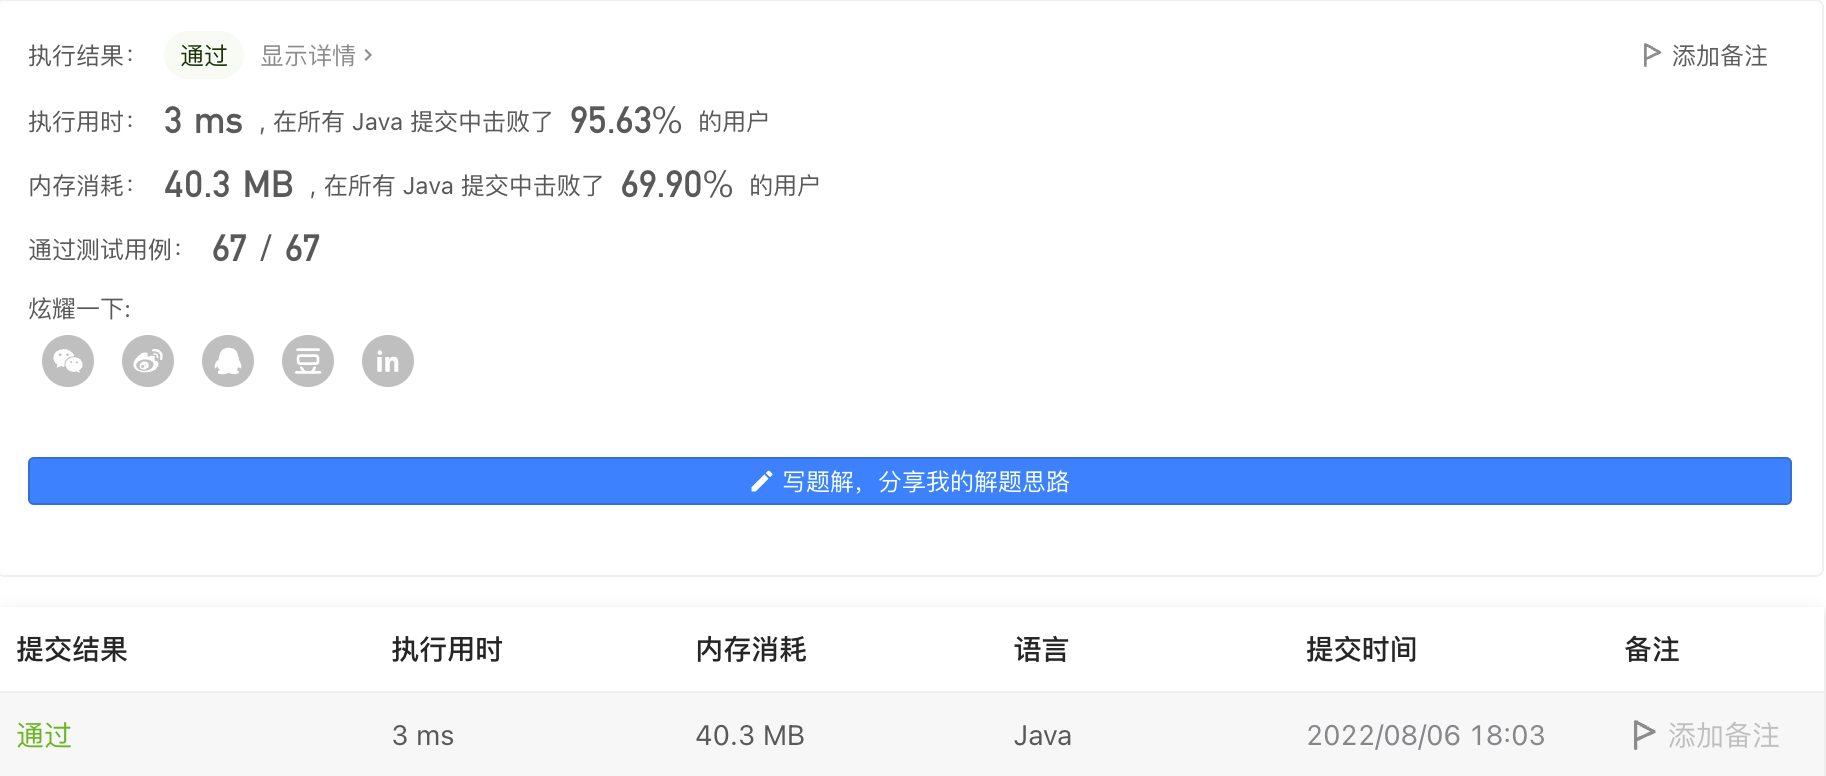 执行结果： 通过 显示详情 › 添加备注
执行用时： 3 ms , 在所有 Java 提交中击败了 95.63% 的用户
内存消耗： 40.3 MB , 在所有 Java 提交中击败了 69.90% 的用户
通过测试用例： 67 / 67
炫耀一下:
豆 in
写题解，分享我的解题思路
提交结果 执行用时 内存消耗 语言 提交时间 备注
通过 3 ms 40.3 MB Java 2022/08/06 18:03 添加备注